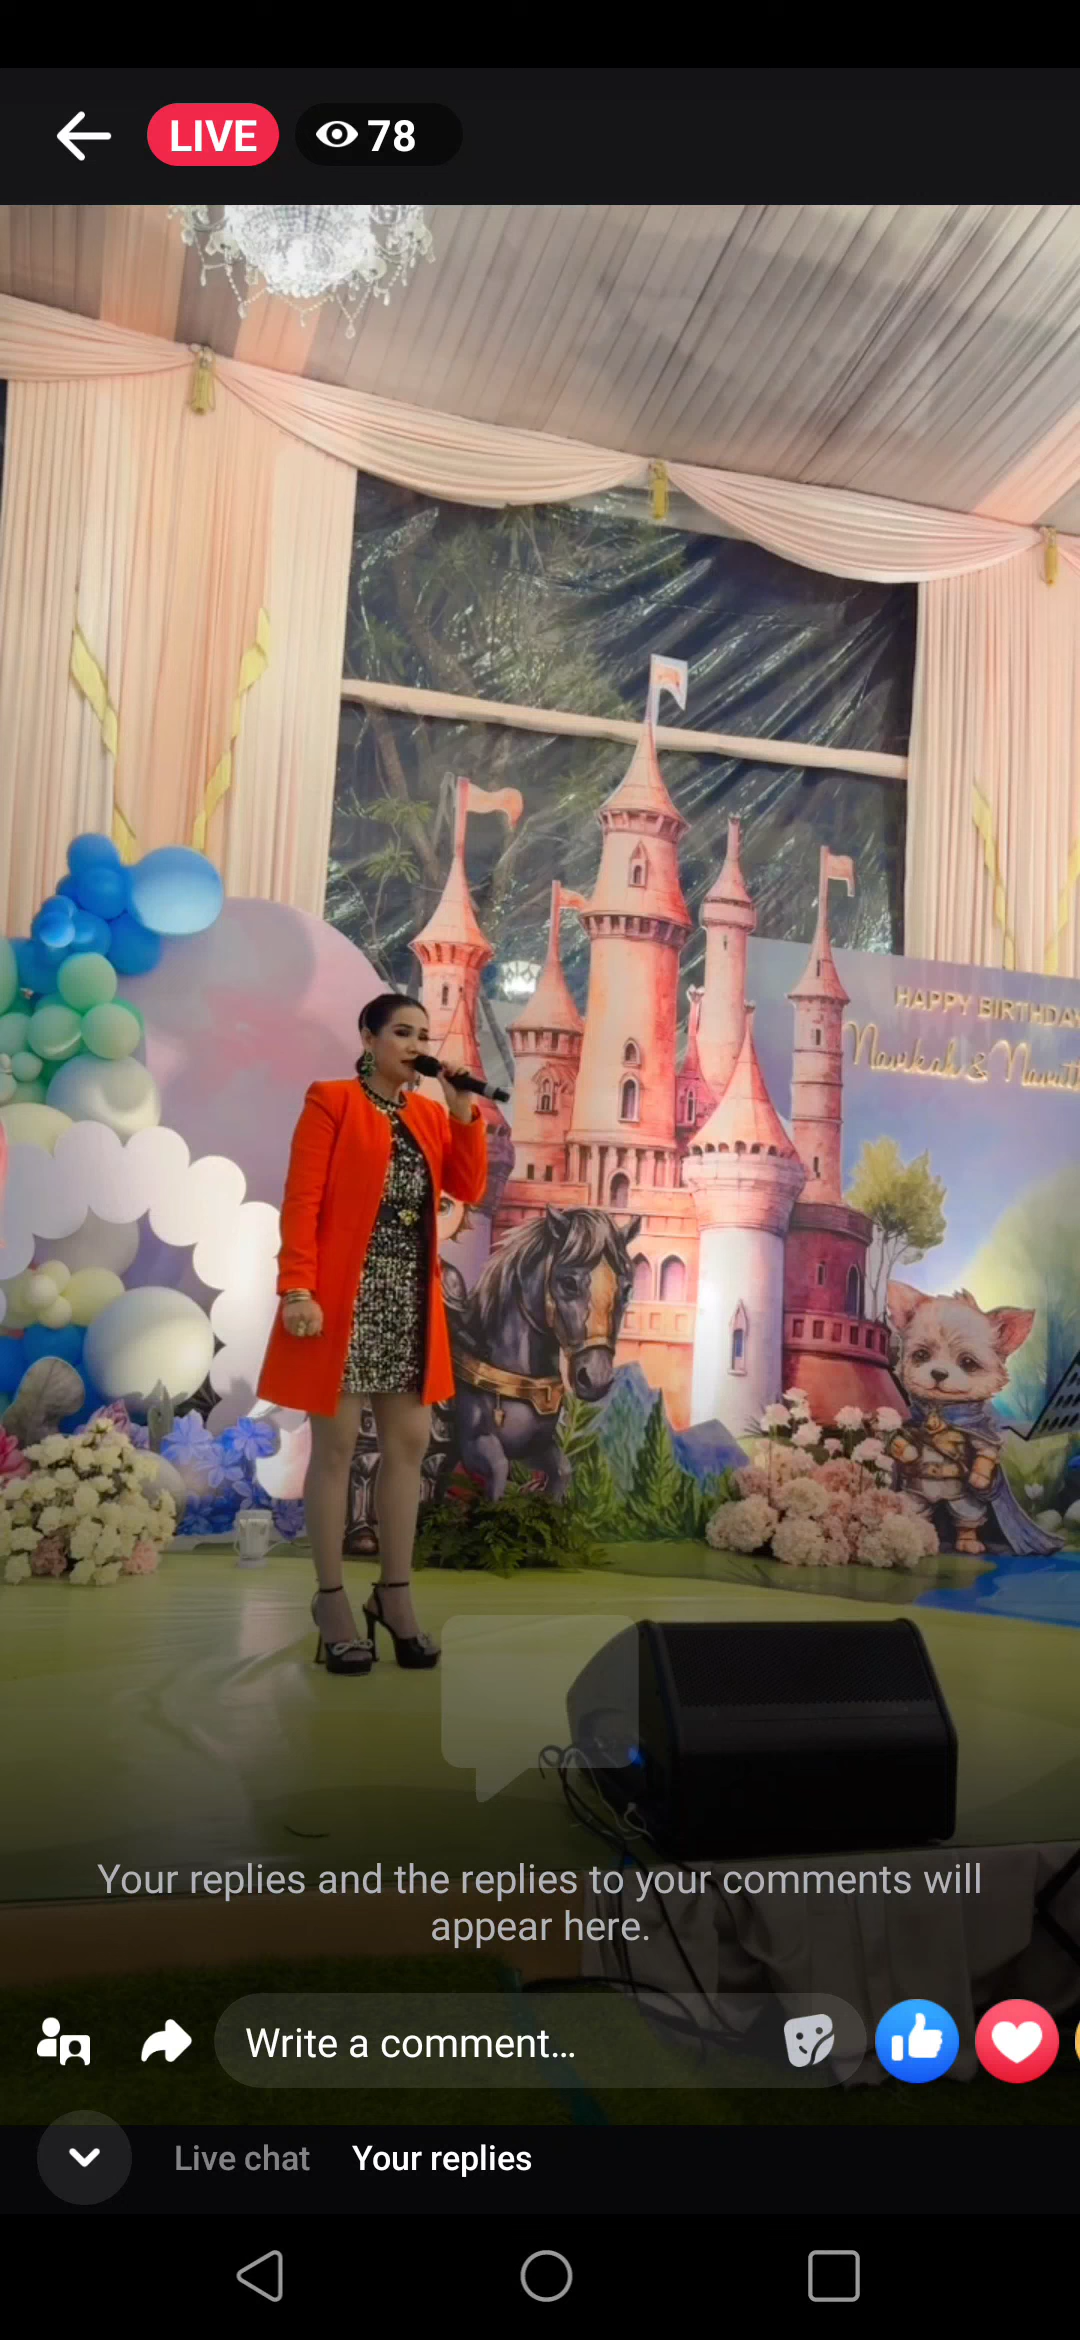 LIVE
78
HAPPY BIRTHDAY
Navikah &
Your replies and the replies to your comments will
appear here.
Write a comment...
Live chat
Your replies